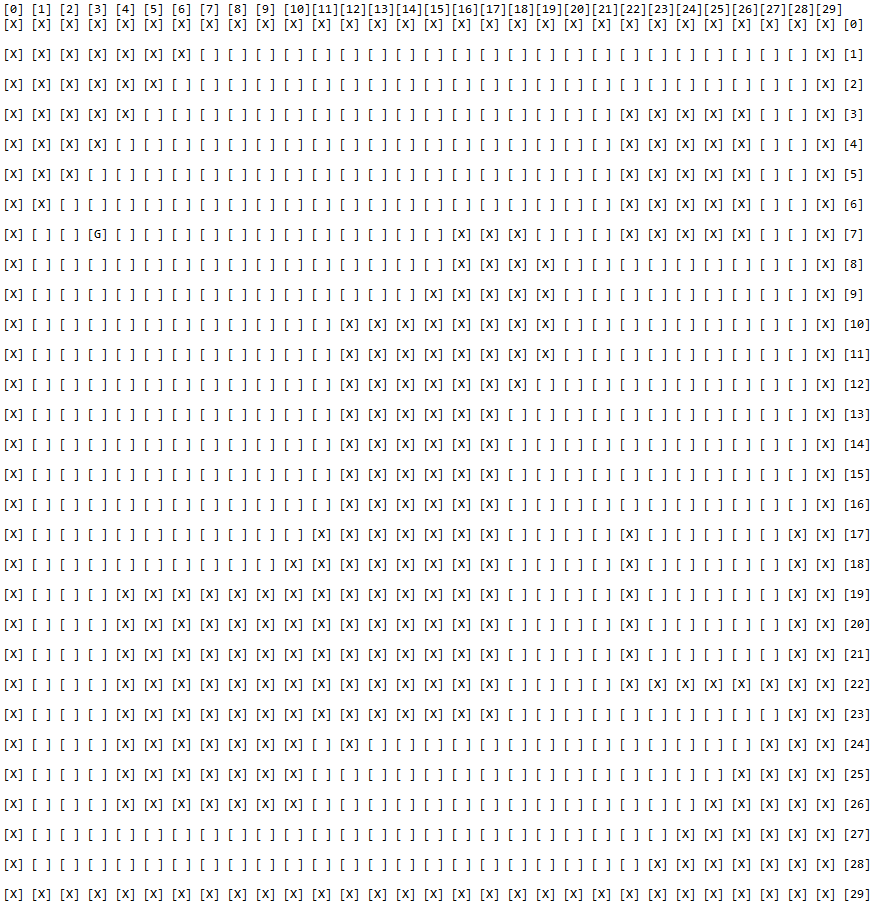 [0] [1] [2] [3] [4] [5] [6] [7] [8] [9] [10][11][12][13][14][15][16][17][18][19][20][21][22][23][24][25][26][27][28][29]
[X] [X] [X] [X] [X] [X] [X] [X] [X] [X] [X] [X] [X] [X] [X] [X] [X] [X] [X] [X] [X] [X] [X] [X] [X] [X] [X] [X] [X] [X] [0]
[X] [X] [X] [X] [X] [X] [X] [ ] [ ] [ ] [ ] [ ] [ ] [ ] [ ] [ ] [ ] [ ] [ ] [ ] [ ] [ ] [ ] [ ] [ ] [ ] [ ] [ ] [ ] [X] [1]
[X] [X] [X] [X] [X] [X] [ ] [ ] [ ] [ ] [ ] [ ] [ ] [ ] [ ] [ ] [ ] [ ] [ ] [ ] [ ] [ ] [ ] [ ] [ ] [ ] [ ] [ ] [ ] [X] [2]
[X] [X] [X] [X] [X] [ ] [ ] [ ] [ ] [ ] [ ] [ ] [ ] [ ] [ ] [ ] [ ] [ ] [ ] [ ] [ ] [ ] [X] [X] [X] [X] [X] [ ] [ ] [X] [3]
[X] [X] [X] [X] [ ] [ ] [ ] [ ] [ ] [ ] [ ] [ ] [ ] [ ] [ ] [ ] [ ] [ ] [ ] [ ] [ ] [ ] [X] [X] [X] [X] [X] [ ] [ ] [X] [4]
[X] [X] [X] [ ] [ ] [ ] [ ] [ ] [ ] [ ] [ ] [ ] [ ] [ ] [ ] [ ] [ ] [ ] [ ] [ ] [ ] [ ] [X] [X] [X] [X] [X] [ ] [ ] [X] [5]
[X] [X] [ ] [ ] [ ] [ ] [ ] [ ] [ ] [ ] [ ] [ ] [ ] [ ] [ ] [ ] [ ] [ ] [ ] [ ] [ ] [ ] [X] [X] [X] [X] [X] [ ] [ ] [X] [6]
[X] [ ] [ ] [G] [ ] [ ] [ ] [ ] [ ] [ ] [ ] [ ] [ ] [ ] [ ] [ ] [X] [X] [X] [ ] [ ] [ ] [X] [X] [X] [X] [X] [ ] [ ] [X] [7]
[X] [ ] [ ] [ ] [ ] [ ] [ ] [ ] [ ] [ ] [ ] [ ] [ ] [ ] [ ] [ ] [X] [X] [X] [X] [ ] [ ] [ ] [ ] [ ] [ ] [ ] [ ] [ ] [X] [8]
[X] [ ] [ ] [ ] [ ] [ ] [ ] [ ] [ ] [ ] [ ] [ ] [ ] [ ] [ ] [X] [X] [X] [X] [X] [ ] [ ] [ ] [ ] [ ] [ ] [ ] [ ] [ ] [X] [9]
[X] [ ] [ ] [ ] [ ] [ ] [ ] [ ] [ ] [ ] [ ] [ ] [X] [X] [X] [X] [X] [X] [X] [X] [ ] [ ] [ ] [ ] [ ] [ ] [ ] [ ] [ ] [X] [10]
[X] [ ] [ ] [ ] [ ] [ ] [ ] [ ] [ ] [ ] [ ] [ ] [X] [X] [X] [X] [X] [X] [X] [X] [ ] [ ] [ ] [ ] [ ] [ ] [ ] [ ] [ ] [X] [11]
[X] [ ] [ ] [ ] [ ] [ ] [ ] [ ] [ ] [ ] [ ] [ ] [X] [X] [X] [X] [X] [X] [X] [ ] [ ] [ ] [ ] [ ] [ ] [ ] [ ] [ ] [ ] [X] [12]
[X] [ ] [ ] [ ] [ ] [ ] [ ] [ ] [ ] [ ] [ ] [ ] [X] [X] [X] [X] [X] [X] [ ] [ ] [ ] [ ] [ ] [ ] [ ] [ ] [ ] [ ] [ ] [X] [13]
[X] [ ] [ ] [ ] [ ] [ ] [ ] [ ] [ ] [ ] [ ] [ ] [X] [X] [X] [X] [X] [X] [ ] [ ] [ ] [ ] [ ] [ ] [ ] [ ] [ ] [ ] [ ] [X] [14]
[X] [ ] [ ] [ ] [ ] [ ] [ ] [ ] [ ] [ ] [ ] [ ] [X] [X] [X] [X] [X] [X] [ ] [ ] [ ] [ ] [ ] [ ] [ ] [ ] [ ] [ ] [ ] [X] [15]
[X] [ ] [ ] [ ] [ ] [ ] [ ] [ ] [ ] [ ] [ ] [ ] [X] [X] [X] [X] [X] [X] [ ] [ ] [ ] [ ] [ ] [ ] [ ] [ ] [ ] [ ] [ ] [X] [16]
[X] [ ] [ ] [ ] [ ] [ ] [ ] [ ] [ ] [ ] [ ] [X] [X] [X] [X] [X] [X] [X] [ ] [ ] [ ] [ ] [X] [ ] [ ] [ ] [ ] [ ] [X] [X] [17]
[X] [ ] [ ] [ ] [ ] [ ] [ ] [ ] [ ] [ ] [X] [X] [X] [X] [X] [X] [X] [X] [ ] [ ] [ ] [ ] [X] [ ] [ ] [ ] [ ] [ ] [X] [X] [18]
[X] [ ] [ ] [ ] [X] [X] [X] [X] [X] [X] [X] [X] [X] [X] [X] [X] [X] [X] [ ] [ ] [ ] [ ] [X] [ ] [ ] [ ] [ ] [ ] [X] [X] [19]
[X] [ ] [ ] [ ] [X] [X] [X] [X] [X] [X] [X] [X] [X] [X] [X] [X] [X] [X] [ ] [ ] [ ] [ ] [X] [ ] [ ] [ ] [ ] [ ] [X] [X] [20]
[X] [ ] [ ] [ ] [X] [X] [X] [X] [X] [X] [X] [X] [X] [X] [X] [X] [X] [X] [ ] [ ] [ ] [ ] [X] [ ] [ ] [ ] [ ] [ ] [X] [X] [21]
[X] [ ] [ ] [ ] [X] [X] [X] [X] [X] [X] [X] [X] [X] [X] [X] [X] [X] [X] [ ] [ ] [ ] [ ] [X] [X] [X] [X] [X] [X] [X] [X] [22]
[X] [ ] [ ] [ ] [X] [X] [X] [X] [X] [X] [X] [X] [X] [X] [X] [X] [X] [X] [ ] [ ] [ ] [ ] [ ] [ ] [ ] [ ] [ ] [ ] [X] [X] [23]
[X] [ ] [ ] [ ] [X] [X] [X] [X] [X] [X] [X] [ ] [X] [ ] [ ] [ ] [ ] [ ] [ ] [ ] [ ] [ ] [ ] [ ] [ ] [ ] [ ] [X] [X] [X] [24]
[X] [ ] [ ] [ ] [X] [X] [X] [X] [X] [X] [X] [ ] [ ] [ ] [ ] [ ] [ ] [ ] [ ] [ ] [ ] [ ] [ ] [ ] [ ] [ ] [X] [X] [X] [X] [25]
[X] [ ] [ ] [ ] [X] [X] [X] [X] [X] [X] [X] [ ] [ ] [ ] [ ] [ ] [ ] [ ] [ ] [ ] [ ] [ ] [ ] [ ] [ ] [X] [X] [X] [X] [X] [26]
[X] [ ] [ ] [ ] [ ] [ ] [ ] [ ] [ ] [ ] [ ] [ ] [ ] [ ] [ ] [ ] [ ] [ ] [ ] [ ] [ ] [ ] [ ] [ ] [X] [X] [X] [X] [X] [X] [27]
[X] [ ] [ ] [ ] [ ] [ ] [ ] [ ] [ ] [ ] [ ] [ ] [ ] [ ] [ ] [ ] [ ] [ ] [ ] [ ] [ ] [ ] [ ] [X] [X] [X] [X] [X] [X] [X] [28]
[X] [X] [X] [X] [X] [X] [X] [X] [X] [X] [X] [X] [X] [X] [X] [X] [X] [X] [X] [X] [X] [X] [X] [X] [X] [X] [X] [X] [X] [X] [29]